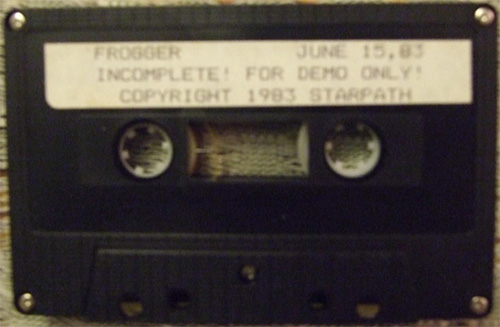 FROGGER JUNE 15,83
INCOMPLETE! FOR DEMO ONLY!
COPYRIGHT 1983 STARPATH